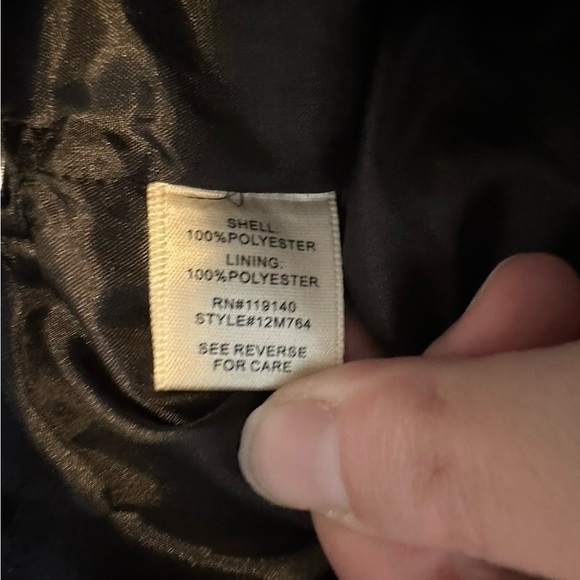 SHELL:
100%POLYESTER
LINING:
100%POLYESTER
RN#119140
STYLE#12M764
SEE REVERSE
FOR CARE